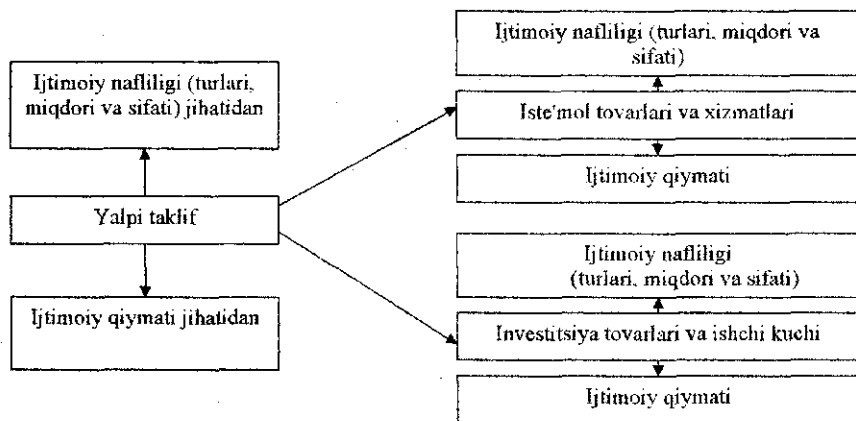 Ijtimoiy nafliligi (turlari,
miqdori va sifati) jihatidan
Yalpi taklif
Ijtimoiy qiymati jihatidan
Ijtimoiy nafliligi (turlari, miqdori va
sifati)
Iste'mol tovarlari va xizmatlari
Ijtimoiy qiymati
Ijtimoiy nafliligi
(turlari, miqdori va sifati)
Investitsiya tovarlari va ishchi kuchi
Ijtimoiy qiymati